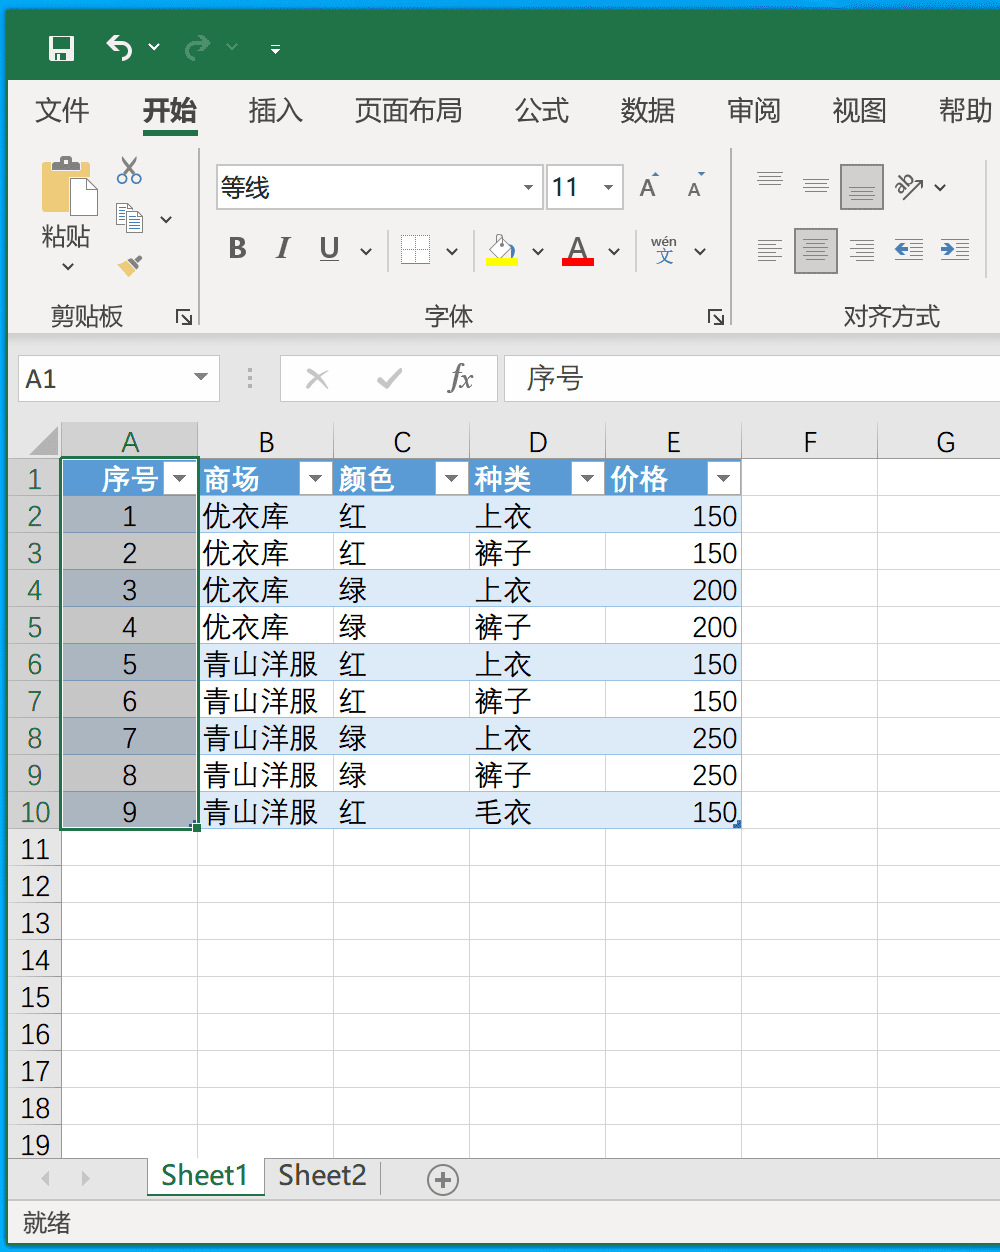 文件 开始 插入 页面布局 公式 数据 审阅 视图 帮助
等线 11 A A ab
粘贴
B I U A wén 文
剪贴板 字体 对齐方式
A1 fx 序号
A B C D E F G
1 序号 商场 颜色 种类 价格
2 1 优衣库 红 上衣 150
3 2 优衣库 红 裤子 150
4 3 优衣库 绿 上衣 200
5 4 优衣库 绿 裤子 200
6 5 青山洋服 红 上衣 150
7 6 青山洋服 红 裤子 150
8 7 青山洋服 绿 上衣 250
9 8 青山洋服 绿 裤子 250
10 9 青山洋服 红 毛衣 150
11
12
13
14
15
16
17
18
19
Sheet1 Sheet2
就绪